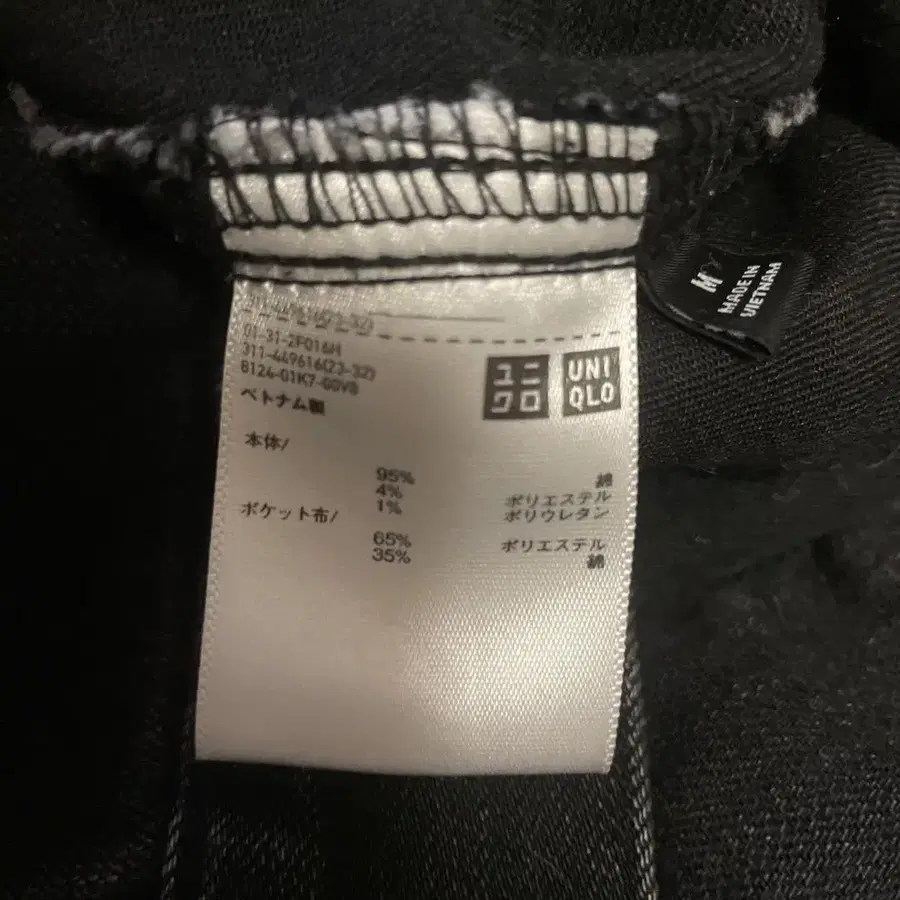 01-31-2F016H
311-449616(23-32)
8124-01K7-G0V8
ベトナム製
ユニ
クロ
UNI
QLO
本体/
95% 綿
4% ポリエステル
1% ポリウレタン
ポケット布/
65% ポリエステル
35% 綿
M
MADE IN
VIETNAM